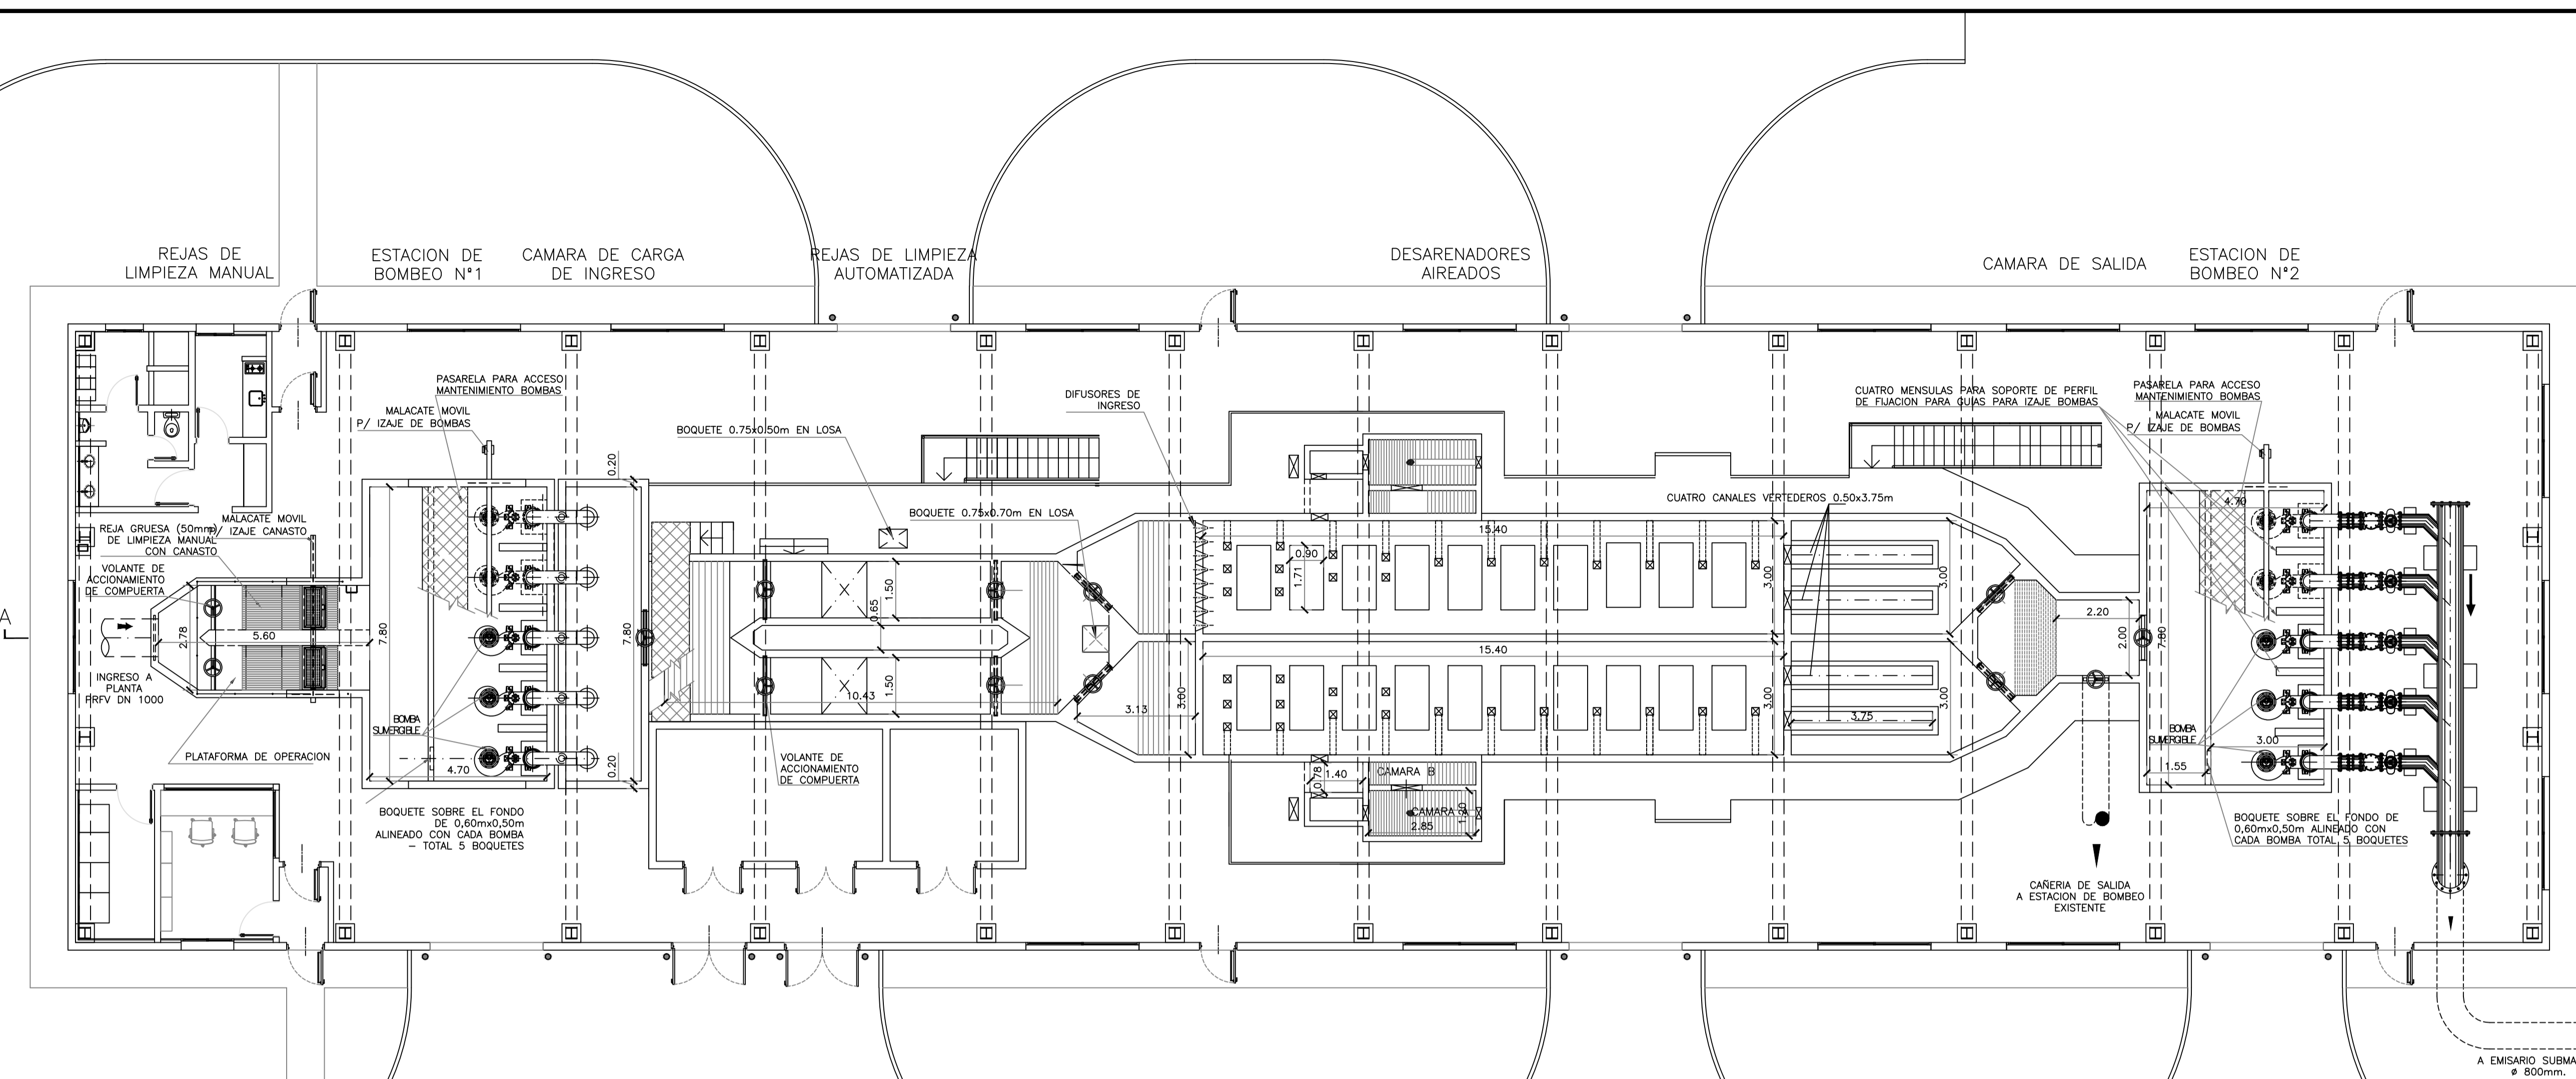 REJAS DE
LIMPIEZA MANUAL
ESTACION DE
BOMBEO N°1
CAMARA DE CARGA
DE INGRESO
REJAS DE LIMPIEZA
AUTOMATIZADA
DESARENADORES
AIREADOS
CAMARA DE SALIDA
ESTACION DE
BOMBEO N°2
PASARELA PARA ACCESO
MANTENIMIENTO BOMBAS
MALACATE MOVIL
P/ IZAJE DE BOMBAS
BOQUETE 0.75x0.50m EN LOSA
DIFUSORES DE
INGRESO
CUATRO MENSULAS PARA SOPORTE DE PERFIL
DE FIJACION PARA GUIAS PARA IZAJE BOMBAS
PASARELA PARA ACCESO
MANTENIMIENTO BOMBAS
MALACATE MOVIL
P/ IZAJE DE BOMBAS
0.20
4.70
CUATRO CANALES VERTEDEROS 0.50x3.75m
BOQUETE 0.75x0.70m EN LOSA
MALACATE MOVIL
P/ IZAJE CANASTO
REJA GRUESA (50mm)
DE LIMPIEZA MANUAL
CON CANASTO
VOLANTE DE
ACCIONAMIENTO
DE COMPUERTA
15.40
0.90
1.71
3.00
3.00
1.50
0.65
A
2.78
5.60
7.80
7.80
2.20
2.00
7.80
15.40
INGRESO A
PLANTA
PRFV DN 1000
10.43
1.50
3.13
3.00
3.00
3.00
3.75
BOMBA
SUMERGIBLE
BOMBA
SUMERGIBLE
3.00
1.55
PLATAFORMA DE OPERACION
4.70
0.20
VOLANTE DE
ACCIONAMIENTO
DE COMPUERTA
0.78
1.40
CAMARA B
CAMARA
1.20
2.85
BOQUETE SOBRE EL FONDO
DE 0,60mx0,50m
ALINEADO CON CADA BOMBA
- TOTAL 5 BOQUETES
BOQUETE SOBRE EL FONDO DE
0,60mx0,50m ALINEADO CON
CADA BOMBA TOTAL 5 BOQUETES
CAÑERIA DE SALIDA
A ESTACION DE BOMBEO
EXISTENTE
A EMISARIO SUBMA
ø 800mm.